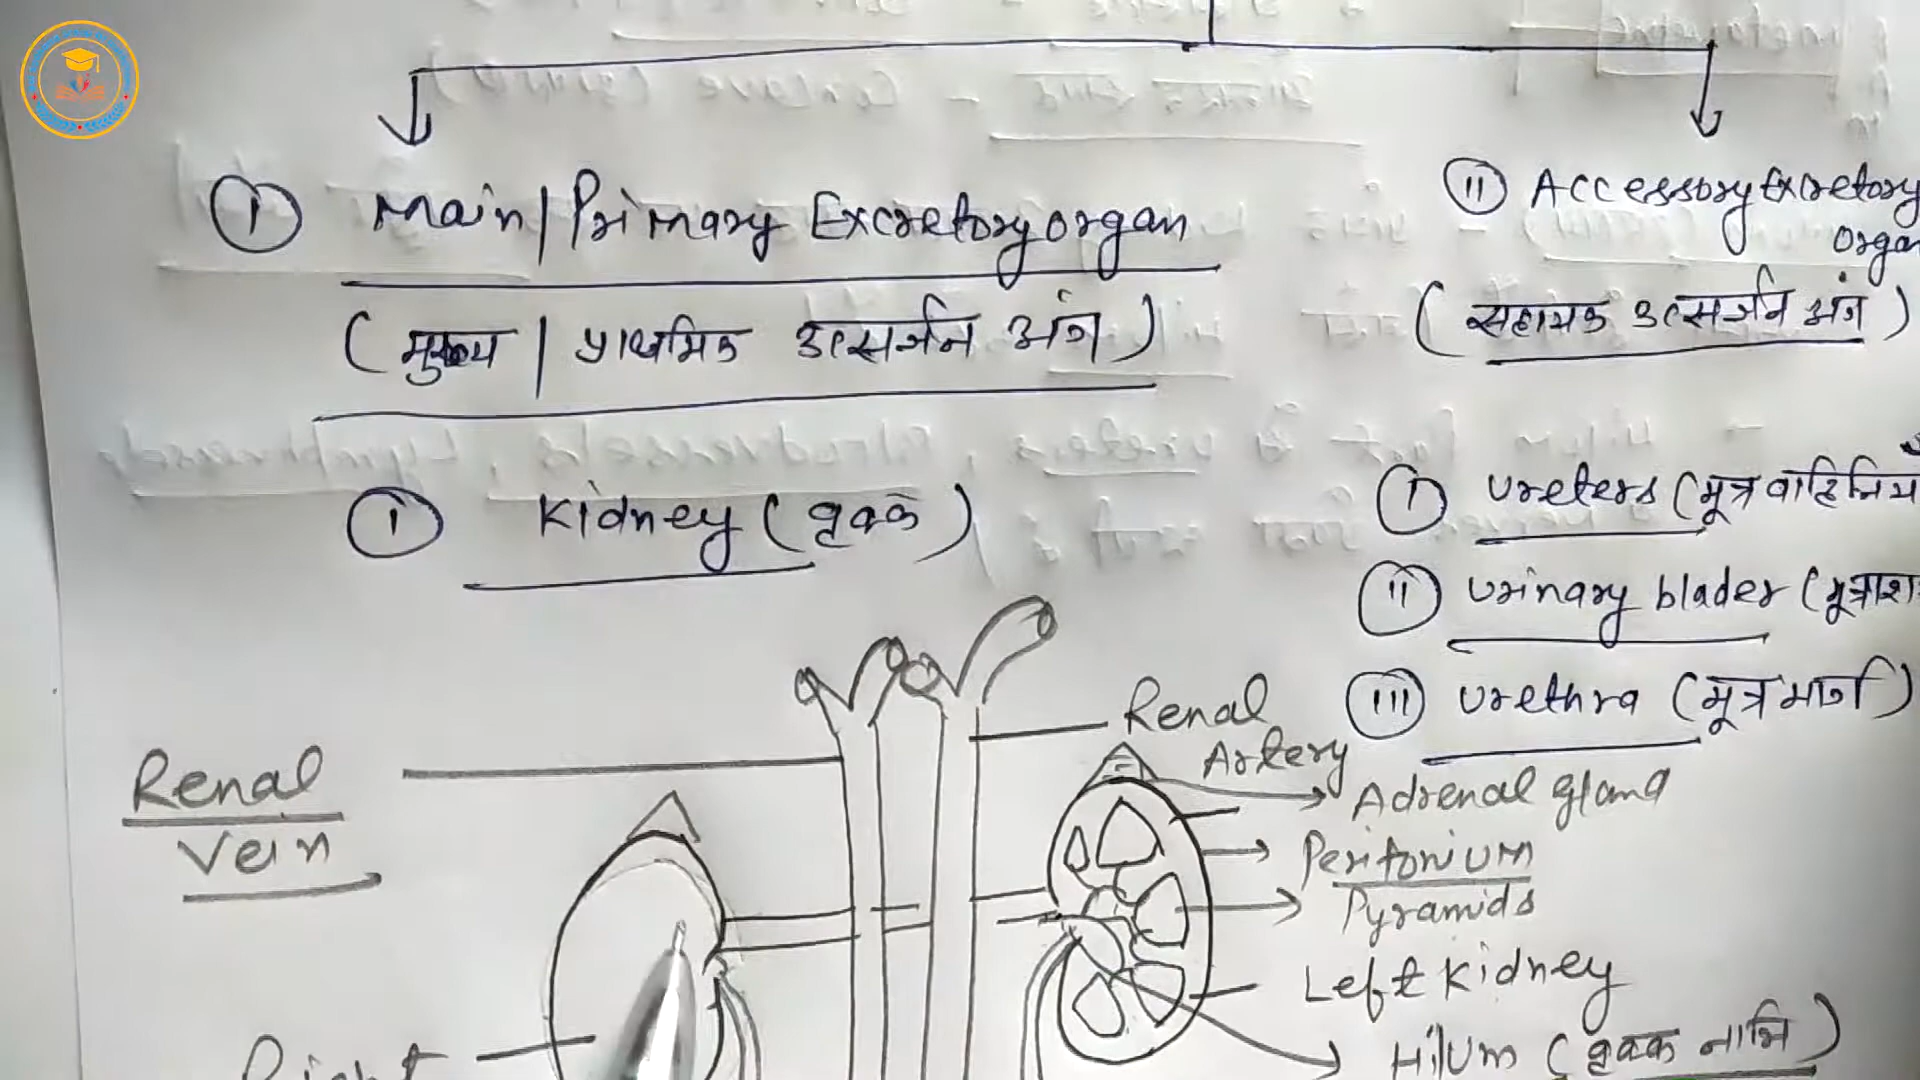 I Main/Primary Excretory organ
(मुख्य | प्राथमिक उत्सर्जन अंग)
I Kidney (वृक्क)
II Accessory Excretory
organ
(सहायक उत्सर्जन अंग)
I Ureters (मूत्र वाहिनियाँ
II Urinary blader (मूत्राश
III Urethra (मूत्र मार्ग)
Renal
Artery
Renal
Vein
Adrenal gland
Peritonium
Pyramids
Left Kidney
Hilum (वृक्क नाभि)
Right